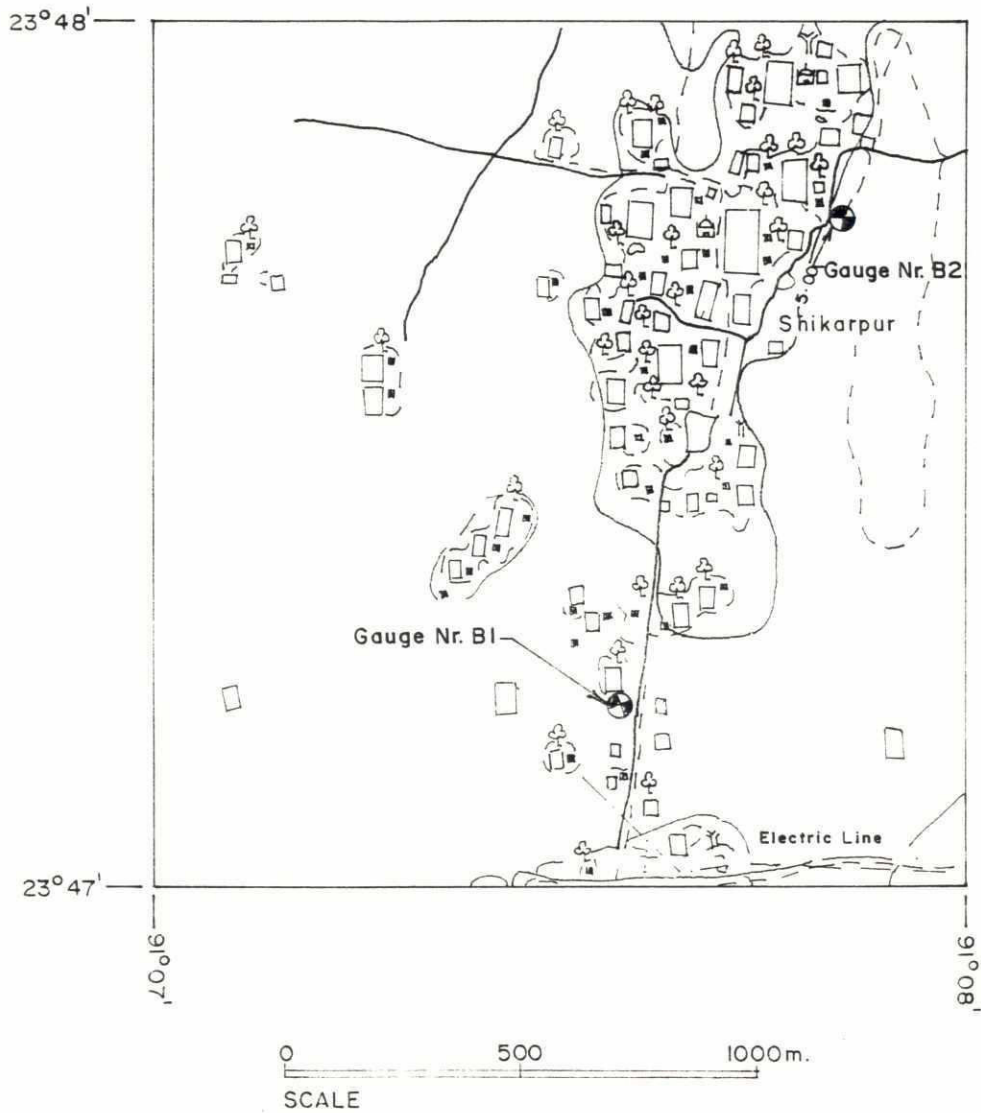 23°48'
Gauge Nr. B2
Shikarpur
Gauge Nr. B1
Electric Line
23°47'
91°07'
91°08'
0 500 1000m.
SCALE